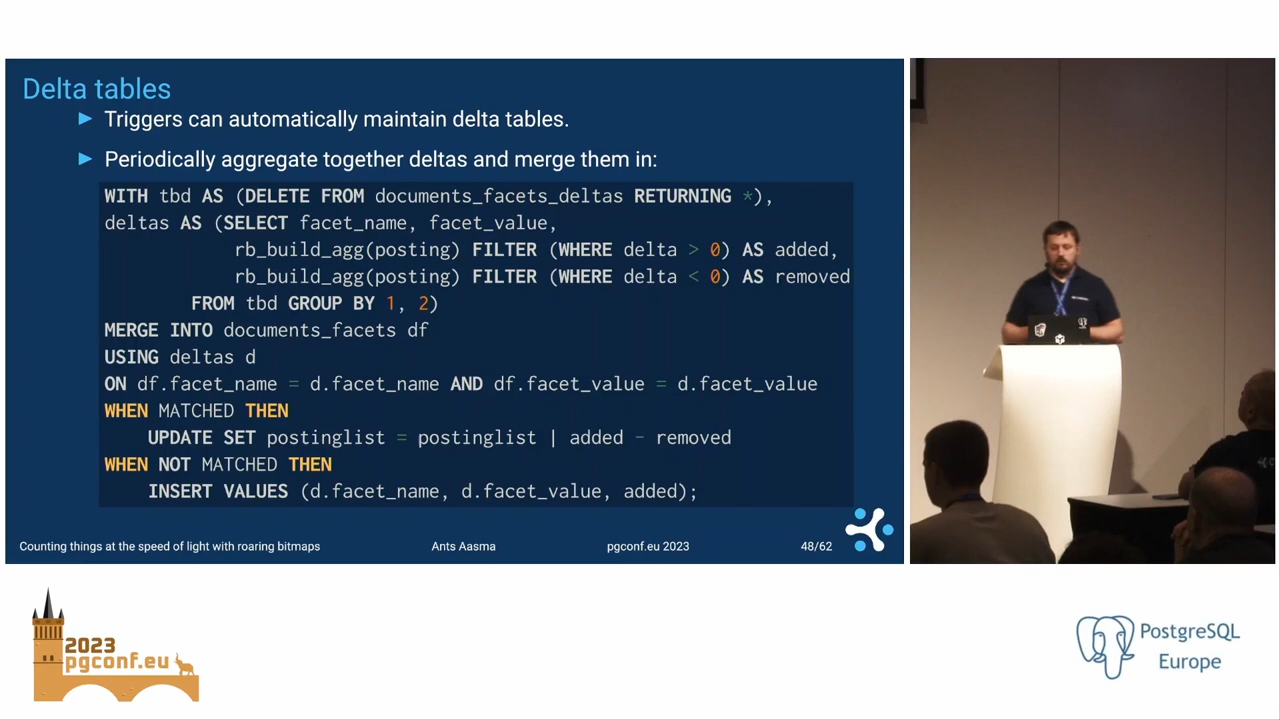 Delta tables
▶ Triggers can automatically maintain delta tables.
▶ Periodically aggregate together deltas and merge them in:
WITH tbd AS (DELETE FROM documents_facets_deltas RETURNING *),
deltas AS (SELECT facet_name, facet_value,
            rb_build_agg(posting) FILTER (WHERE delta > 0) AS added,
            rb_build_agg(posting) FILTER (WHERE delta < 0) AS removed
        FROM tbd GROUP BY 1, 2)
MERGE INTO documents_facets df
USING deltas d
ON df.facet_name = d.facet_name AND df.facet_value = d.facet_value
WHEN MATCHED THEN
    UPDATE SET postinglist = postinglist | added - removed
WHEN NOT MATCHED THEN
    INSERT VALUES (d.facet_name, d.facet_value, added);
Counting things at the speed of light with roaring bitmaps Ants Aasma pgconf.eu 2023 48/62
2023
pgconf.eu
PostgreSQL
Europe